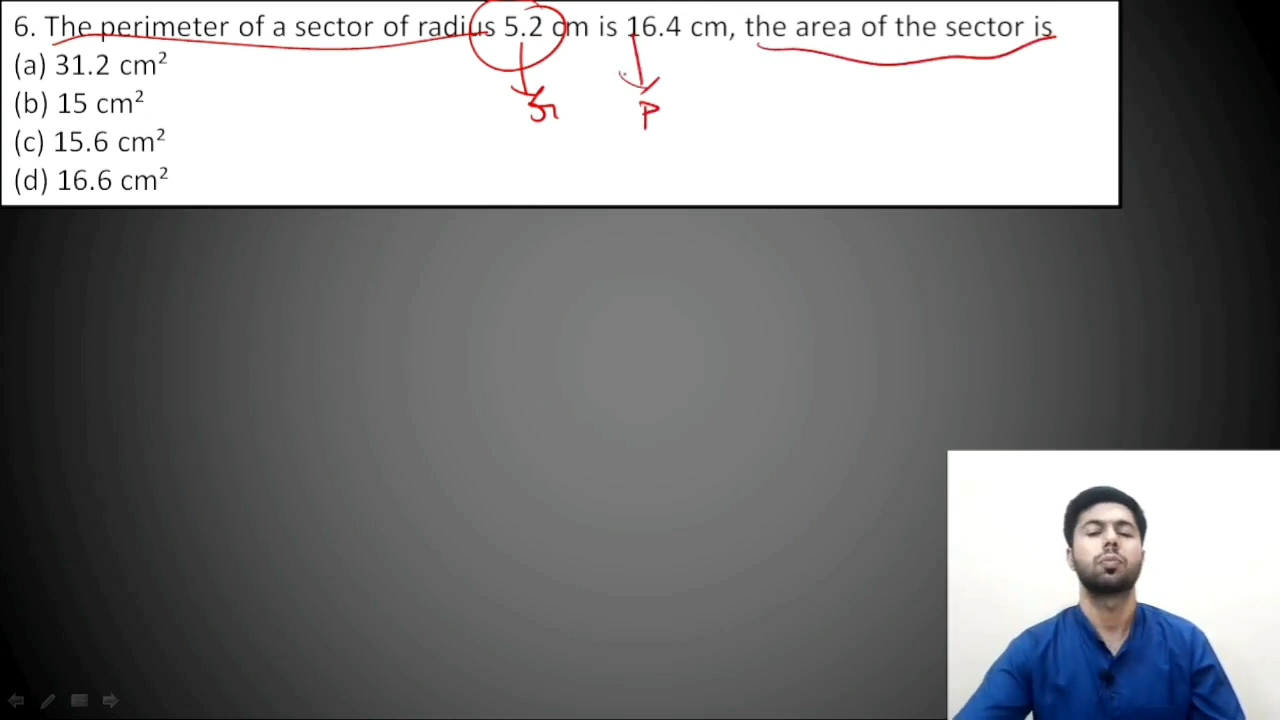 6. The perimeter of a sector of radius 5.2 cm is 16.4 cm, the area of the sector is
(a) 31.2 cm²
(b) 15 cm²
(c) 15.6 cm²
(d) 16.6 cm²
r P